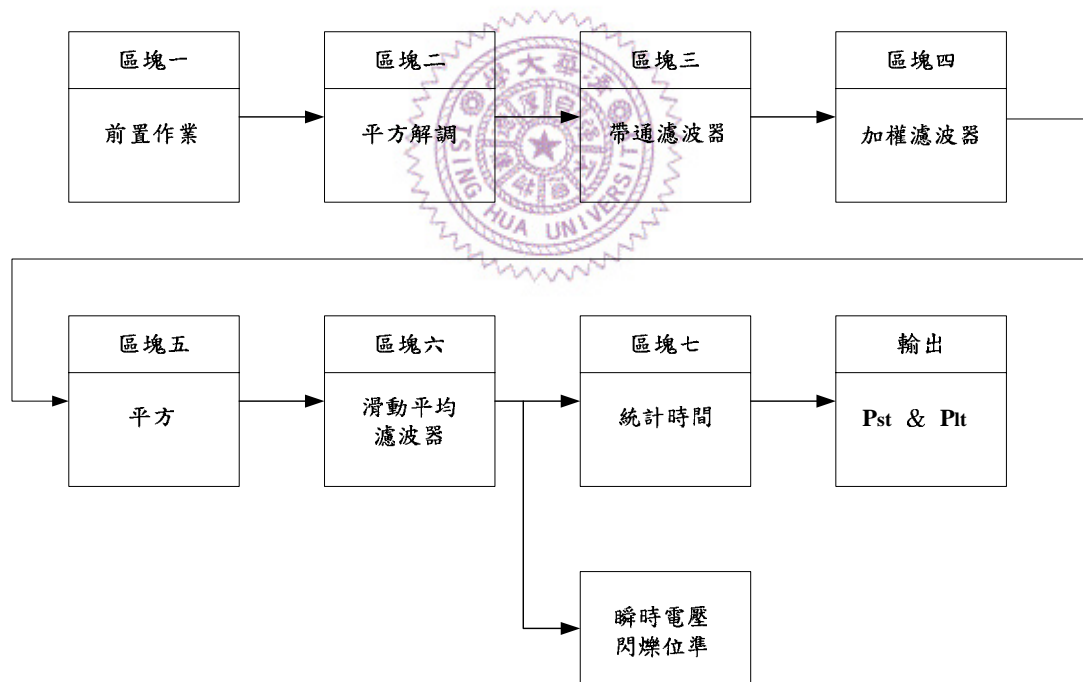 區塊一
前置作業
區塊二
平方解調
區塊三
帶通濾波器
區塊四
加權濾波器
TSING HUA UNIVERSITY
區塊五
平方
區塊六
滑動平均
濾波器
區塊七
統計時間
輸出
Pst & Plt
瞬時電壓
閃爍位準